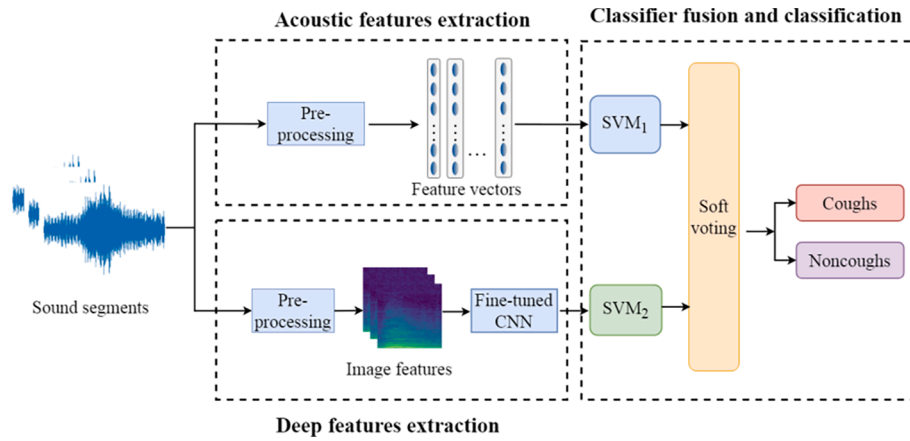 Acoustic features extraction
Classifier fusion and classification
Pre-
processing
Feature vectors
SVM1
Sound segments
Pre-
processing
Image features
Fine-tuned
CNN
SVM2
Soft
voting
Coughs
Noncoughs
Deep features extraction